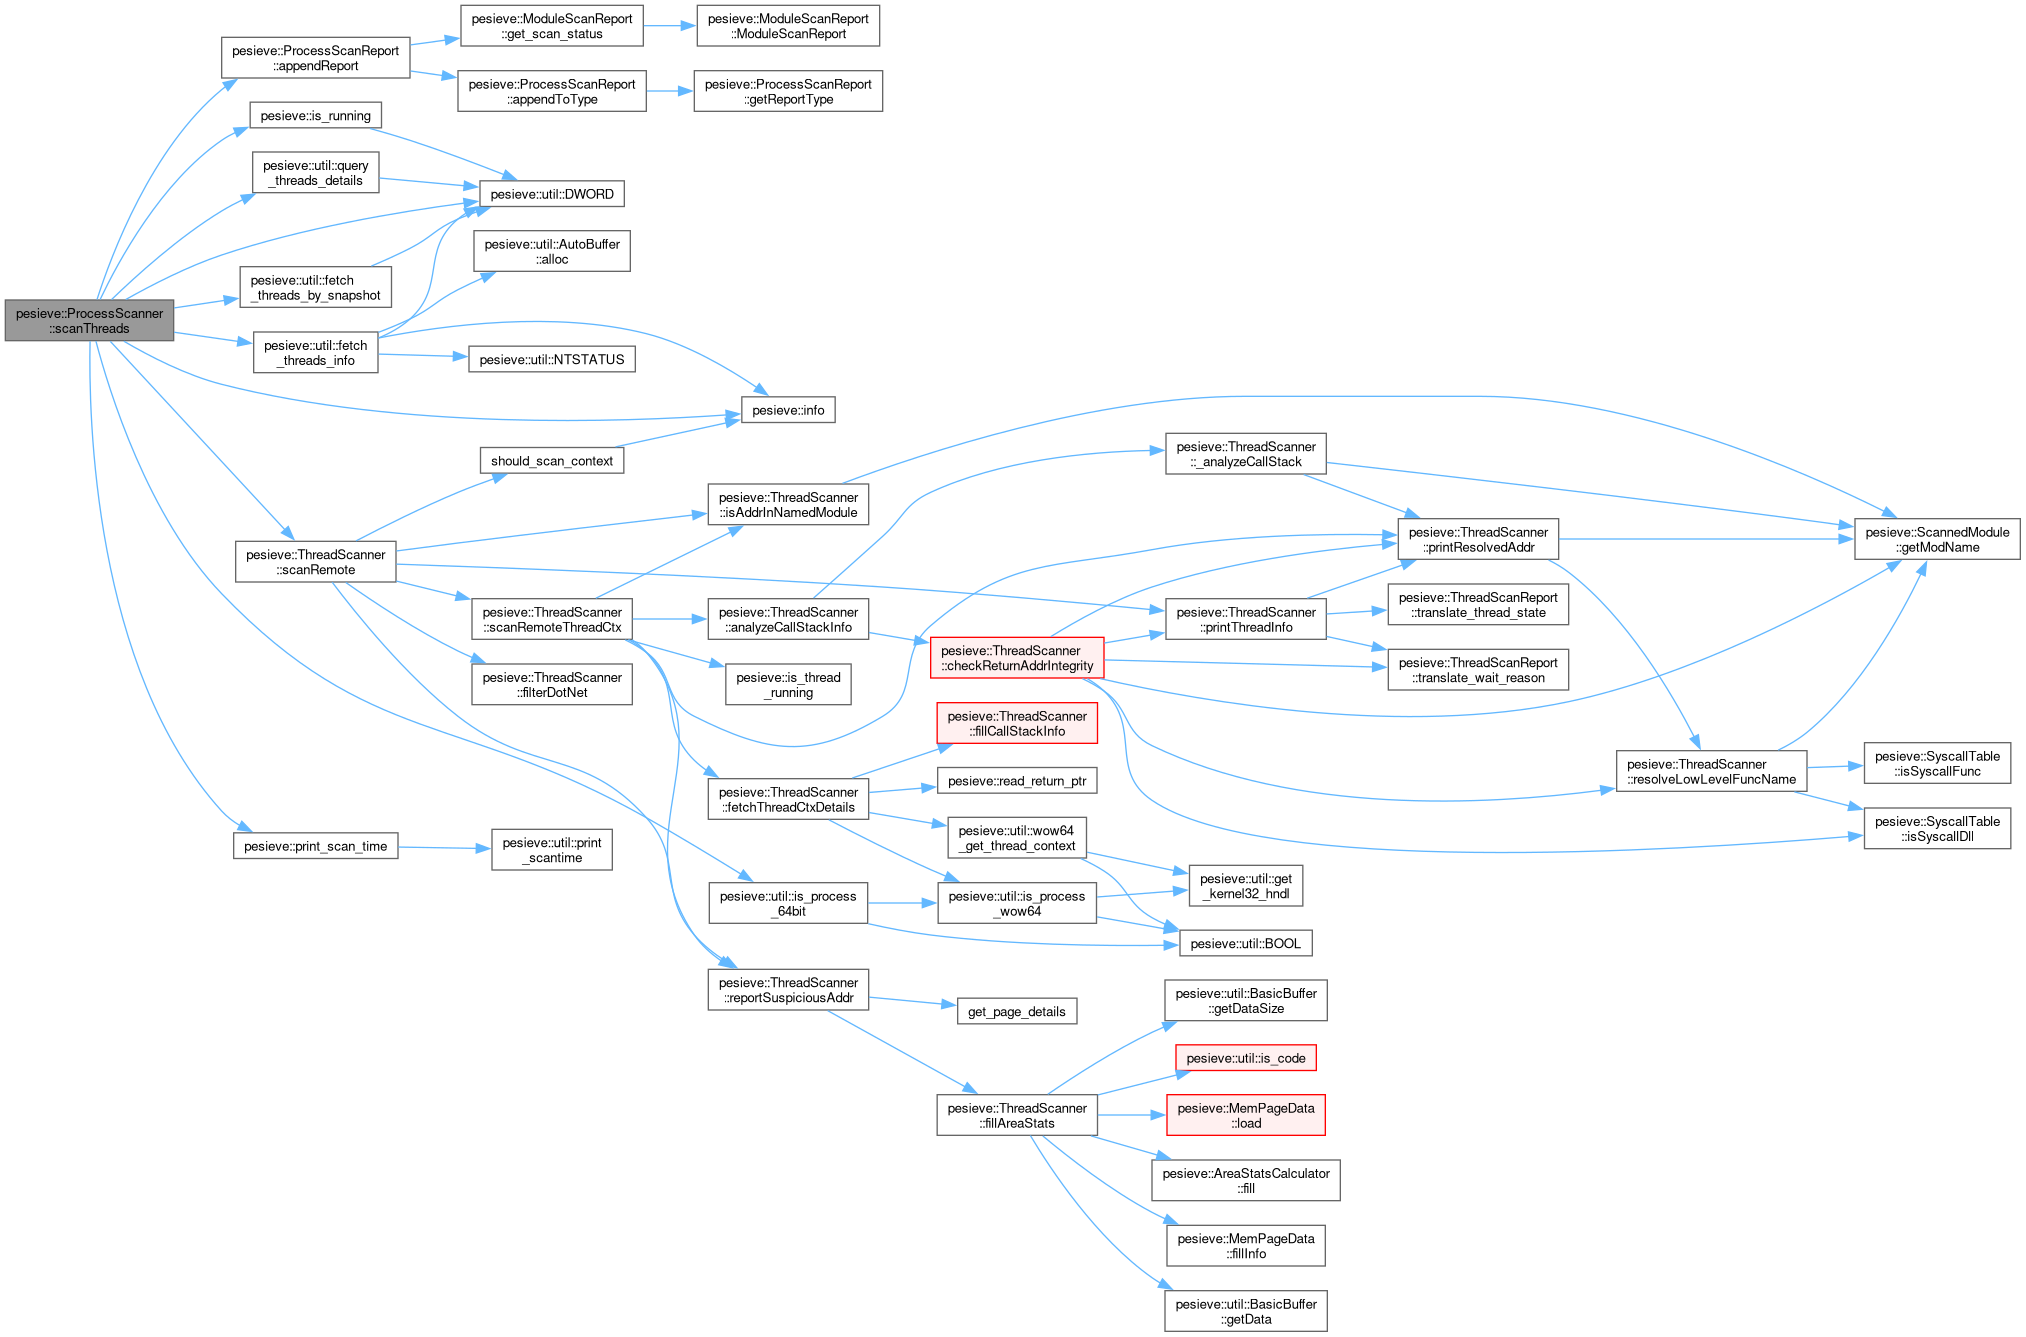 pesieve::ProcessScanner
::scanThreads
pesieve::ProcessScanReport
::appendReport
pesieve::ModuleScanReport
::get_scan_status
pesieve::ModuleScanReport
::ModuleScanReport
pesieve::ProcessScanReport
::appendToType
pesieve::ProcessScanReport
::getReportType
pesieve::is_running
pesieve::util::query
_threads_details
pesieve::util::DWORD
pesieve::util::fetch
_threads_by_snapshot
pesieve::util::AutoBuffer
::alloc
pesieve::util::fetch
_threads_info
pesieve::util::NTSTATUS
pesieve::info
should_scan_context
pesieve::ThreadScanner
::scanRemote
pesieve::ThreadScanner
::isAddrInNamedModule
pesieve::ThreadScanner
::scanRemoteThreadCtx
pesieve::ThreadScanner
::analyzeCallStackInfo
pesieve::ThreadScanner
::filterDotNet
pesieve::is_thread
_running
pesieve::ThreadScanner
::_analyzeCallStack
pesieve::ThreadScanner
::checkReturnAddrIntegrity
pesieve::ThreadScanner
::printResolvedAddr
pesieve::ScannedModule
::getModName
pesieve::ThreadScanner
::printThreadInfo
pesieve::ThreadScanReport
::translate_thread_state
pesieve::ThreadScanReport
::translate_wait_reason
pesieve::ThreadScanner
::fillCallStackInfo
pesieve::ThreadScanner
::fetchThreadCtxDetails
pesieve::read_return_ptr
pesieve::ThreadScanner
::resolveLowLevelFuncName
pesieve::SyscallTable
::isSyscallFunc
pesieve::SyscallTable
::isSyscallDll
pesieve::print_scan_time
pesieve::util::print
_scantime
pesieve::util::wow64
_get_thread_context
pesieve::util::is_process
_64bit
pesieve::util::is_process
_wow64
pesieve::util::get
_kernel32_hndl
pesieve::util::BOOL
pesieve::ThreadScanner
::reportSuspiciousAddr
get_page_details
pesieve::util::BasicBuffer
::getDataSize
pesieve::util::is_code
pesieve::ThreadScanner
::fillAreaStats
pesieve::MemPageData
::load
pesieve::AreaStatsCalculator
::fill
pesieve::MemPageData
::fillInfo
pesieve::util::BasicBuffer
::getData